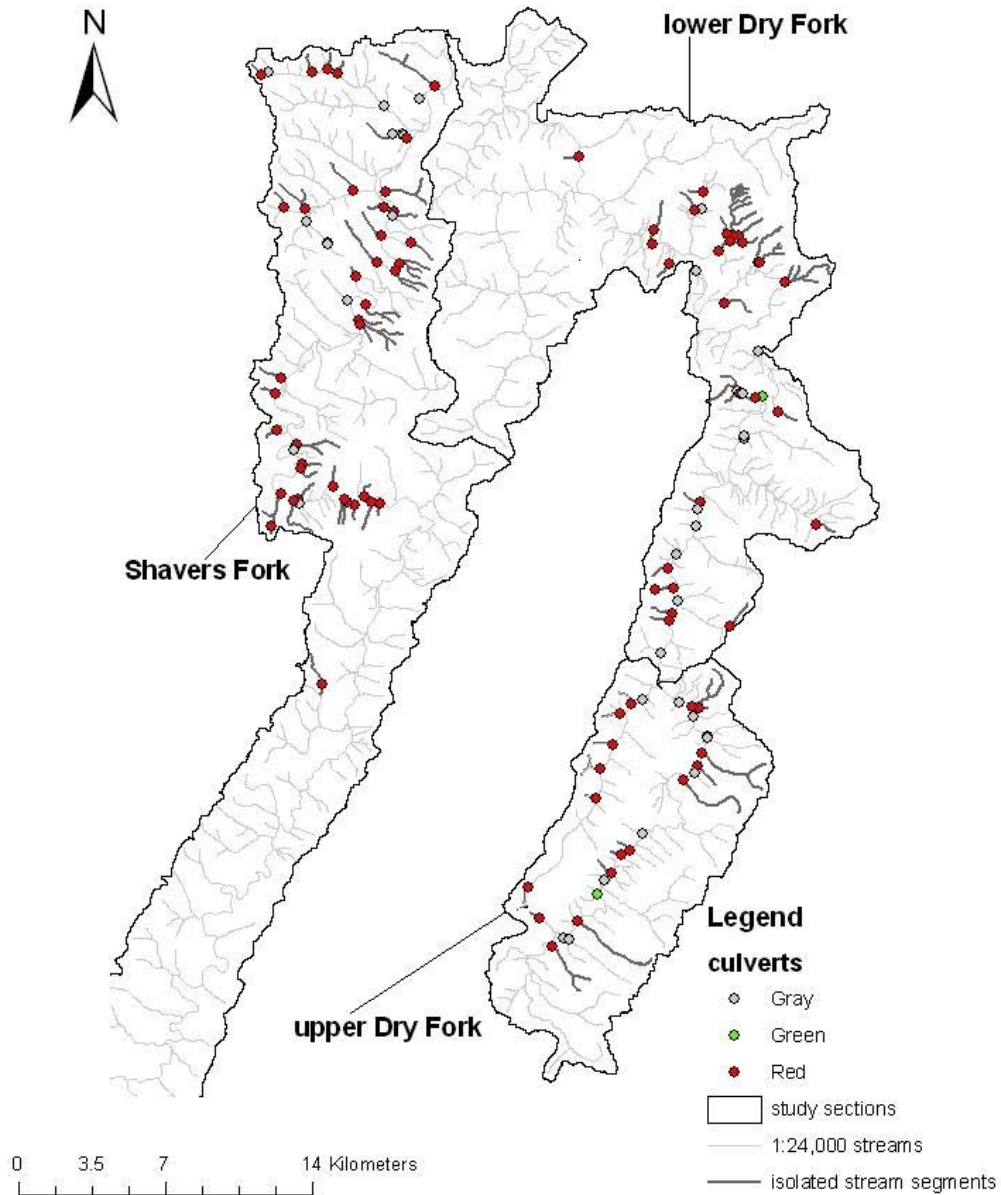 N
lower Dry Fork
Shavers Fork
upper Dry Fork
Legend
culverts
Gray
Green
Red
study sections
1:24,000 streams
isolated stream segments
0 3.5 7 14 Kilometers